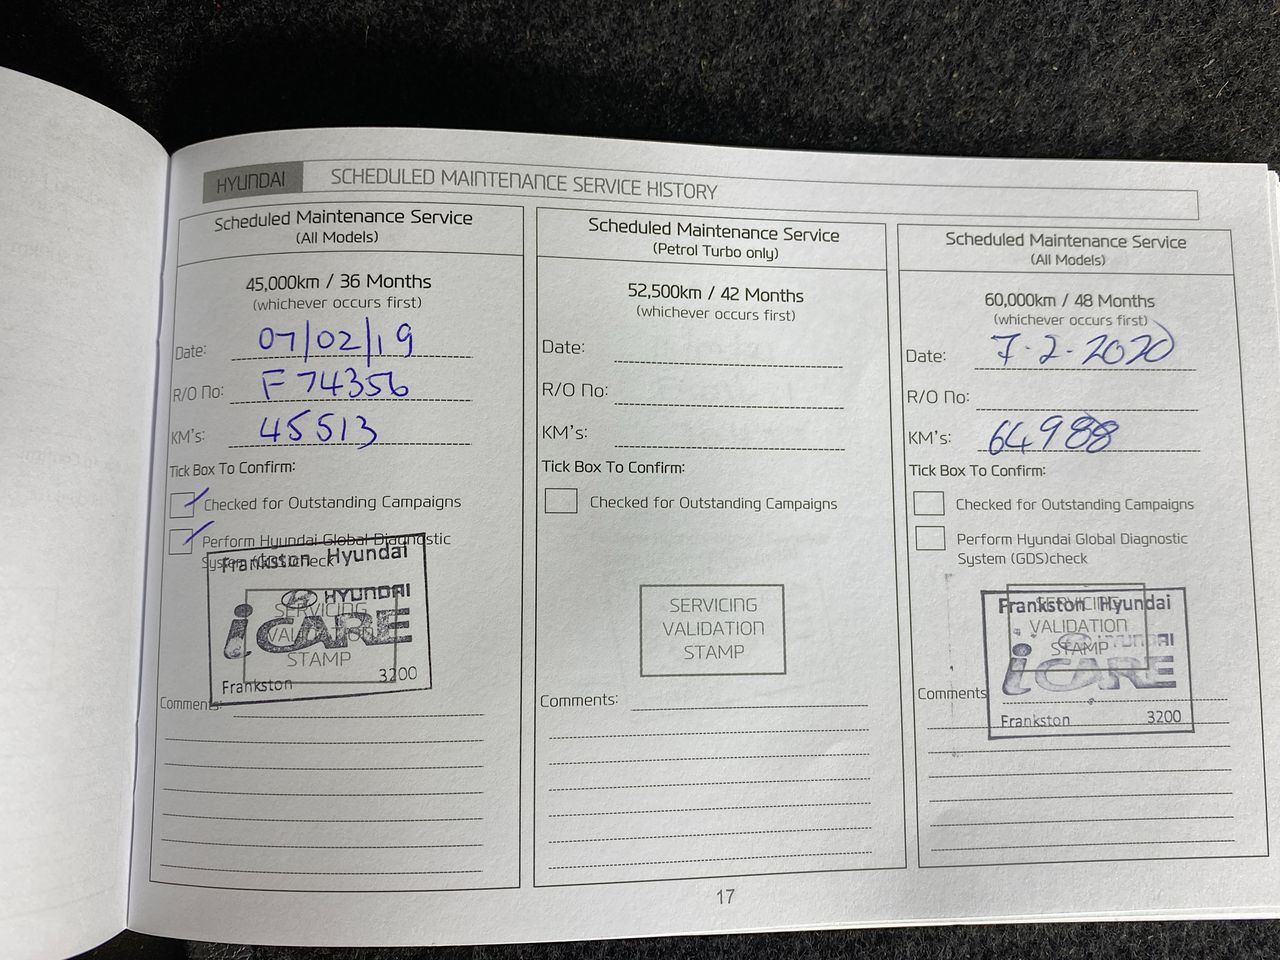 HYUNDAI SCHEDULED MAINTENANCE SERVICE HISTORY
Scheduled Maintenance Service
(All Models)
45,000km / 36 Months
(whichever occurs first)
Date: 07/02/19
R/O No: F 74356
KM's: 45513
Tick Box To Confirm:
Checked for Outstanding Campaigns
Perform Hyundai Global Diagnostic
System (GDS)check
Frankston Hyundai
HYUNDAI
iCARE
SERVICING
VALIDATION
STAMP
Frankston 3200
Comments:
Scheduled Maintenance Service
(Petrol Turbo only)
52,500km / 42 Months
(whichever occurs first)
Date:
R/O No:
KM's:
Tick Box To Confirm:
Checked for Outstanding Campaigns
SERVICING
VALIDATION
STAMP
Comments:
Scheduled Maintenance Service
(All Models)
60,000km / 48 Months
(whichever occurs first)
Date: 7-2-2020
R/O No:
KM's: 64988
Tick Box To Confirm:
Checked for Outstanding Campaigns
Perform Hyundai Global Diagnostic
System (GDS)check
Frankston Hyundai
SERVICING
VALIDATION
STAMP
HYUNDAI
iCARE
Frankston 3200
Comments
17